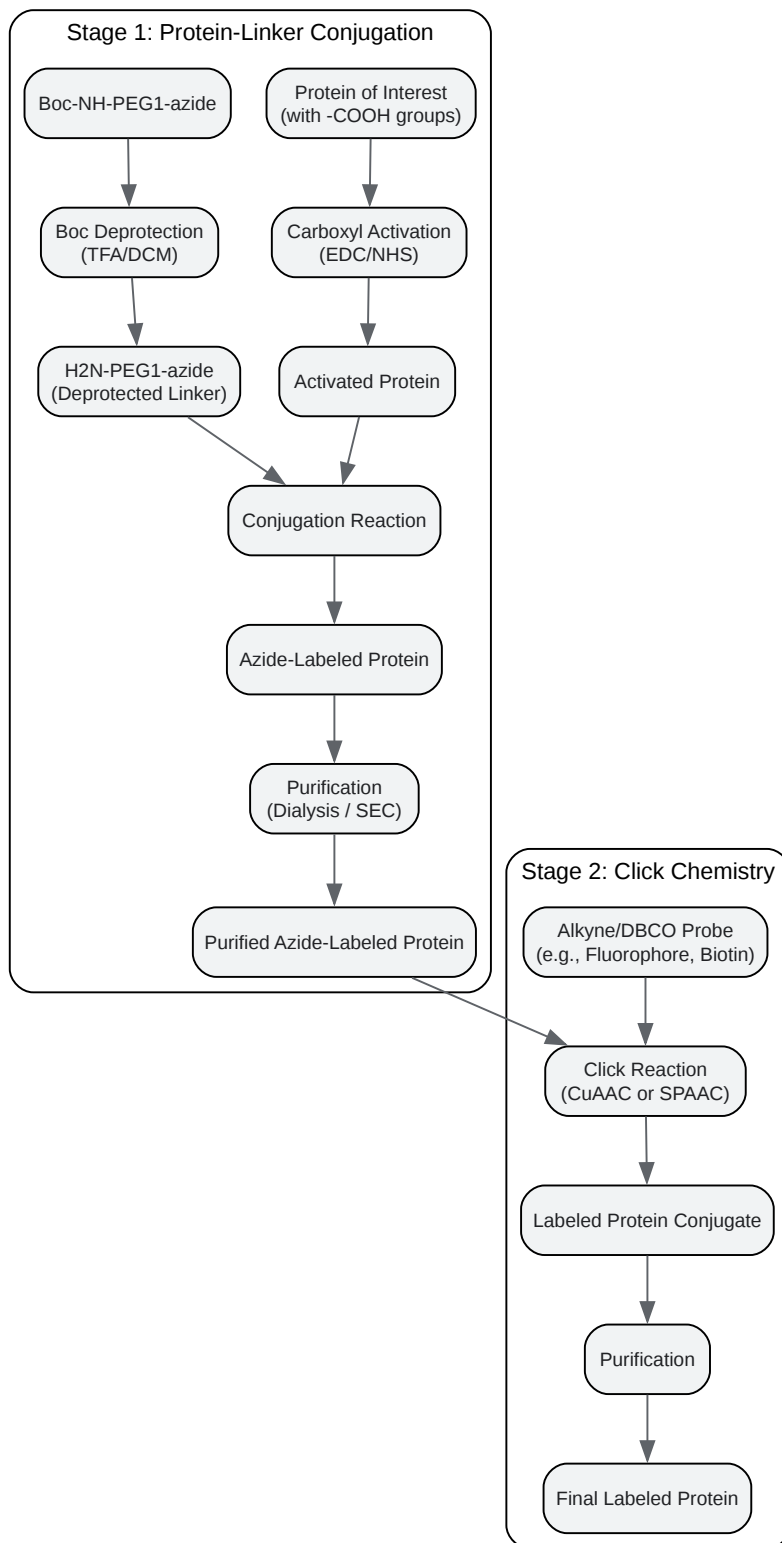 Stage 1: Protein-Linker Conjugation
Boc-NH-PEG1-azide
Protein of Interest
(with -COOH groups)
Boc Deprotection
(TFA/DCM)
Carboxyl Activation
(EDC/NHS)
H2N-PEG1-azide
(Deprotected Linker)
Activated Protein
Conjugation Reaction
Azide-Labeled Protein
Purification
(Dialysis / SEC)
Purified Azide-Labeled Protein
Stage 2: Click Chemistry
Alkyne/DBCO Probe
(e.g., Fluorophore, Biotin)
Click Reaction
(CuAAC or SPAAC)
Labeled Protein Conjugate
Purification
Final Labeled Protein